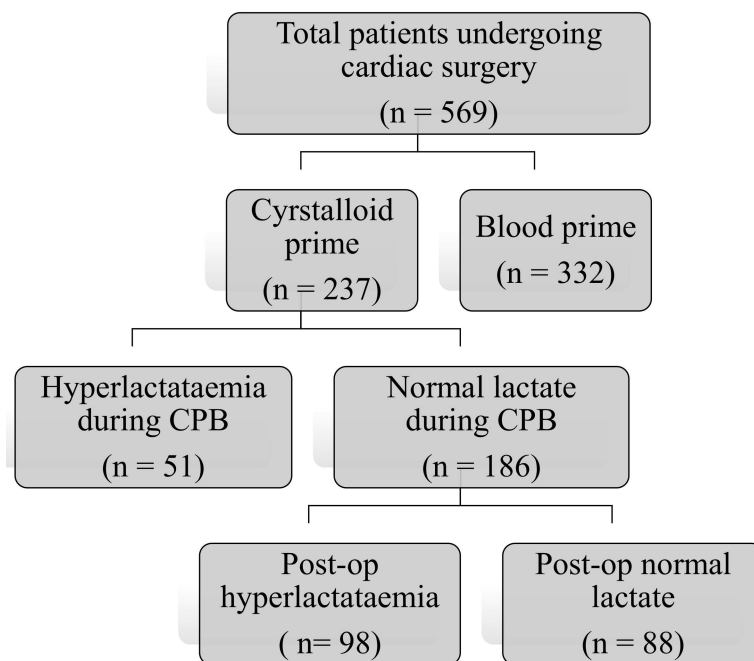 Total patients undergoing
cardiac surgery
(n = 569)
Cyrstalloid
prime
(n = 237)
Blood prime
(n = 332)
Hyperlactataemia
during CPB
(n = 51)
Normal lactate
during CPB
(n = 186)
Post-op
hyperlactataemia
( n= 98)
Post-op normal
lactate
(n = 88)